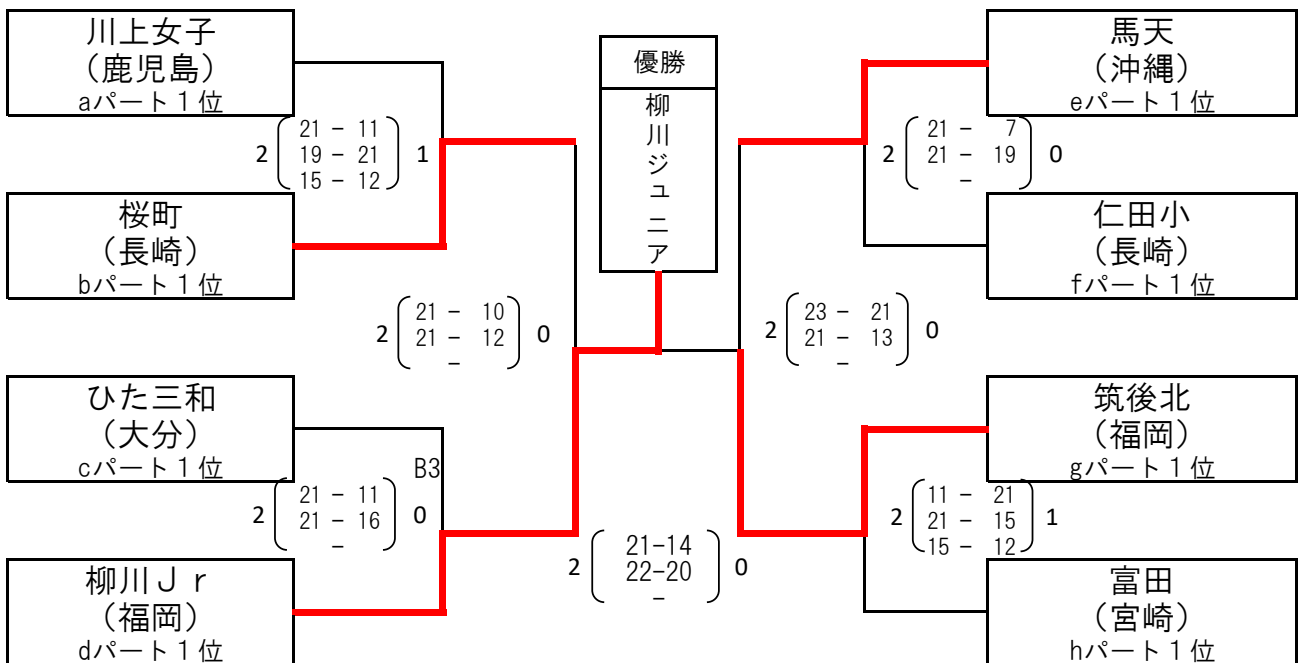 川上女子
（鹿児島）
aパート１位
2 21 － 11 1
19 － 21
15 － 12
桜町
（長崎）
bパート１位
2 21 － 10 0
21 － 12
－
ひた三和
（大分）
cパート１位
B3
2 21 － 11 0
21 － 16
－
柳川Ｊｒ
（福岡）
dパート１位
優勝
柳川ジュニア
2 21－14 0
22－20
－
馬天
（沖縄）
eパート１位
2 21 － 7 0
21 － 19
－
仁田小
（長崎）
fパート１位
2 23 － 21 0
21 － 13
－
筑後北
（福岡）
gパート１位
2 11 － 21 1
21 － 15
15 － 12
富田
（宮崎）
hパート１位